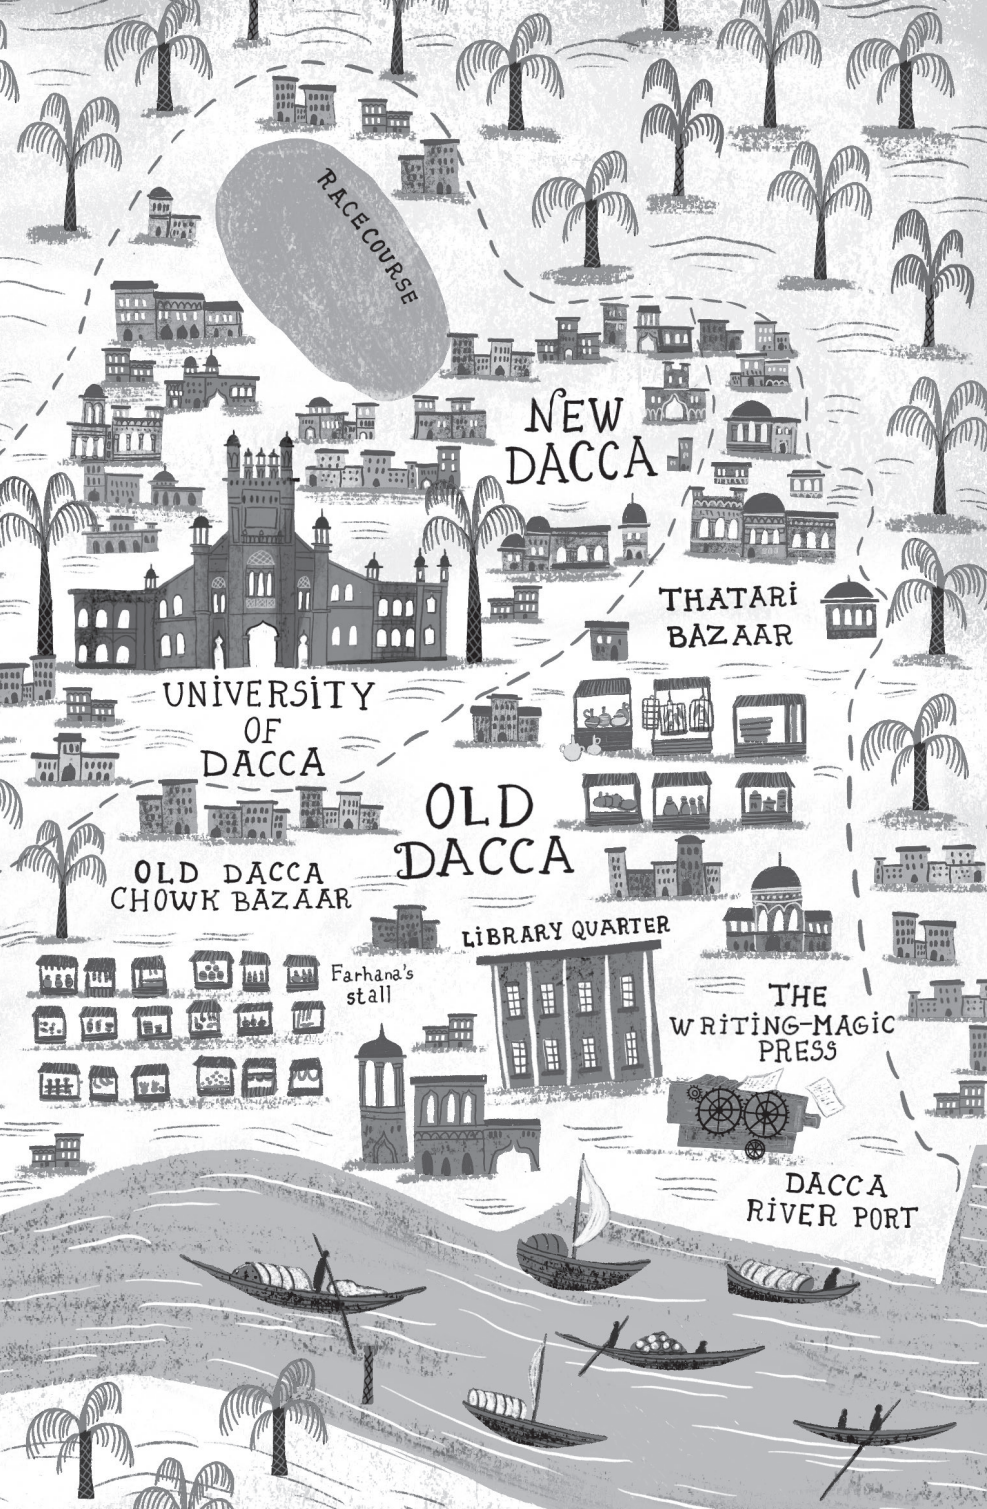 RACECOURSE
NEW
DACCA
THATARI
BAZAAR
UNIVERSITY
OF
DACCA
OLD
DACCA
OLD DACCA
CHOWK BAZAAR
LIBRARY QUARTER
Farhana's
stall
THE
WRITING-MAGIC
PRESS
DACCA
RIVER PORT